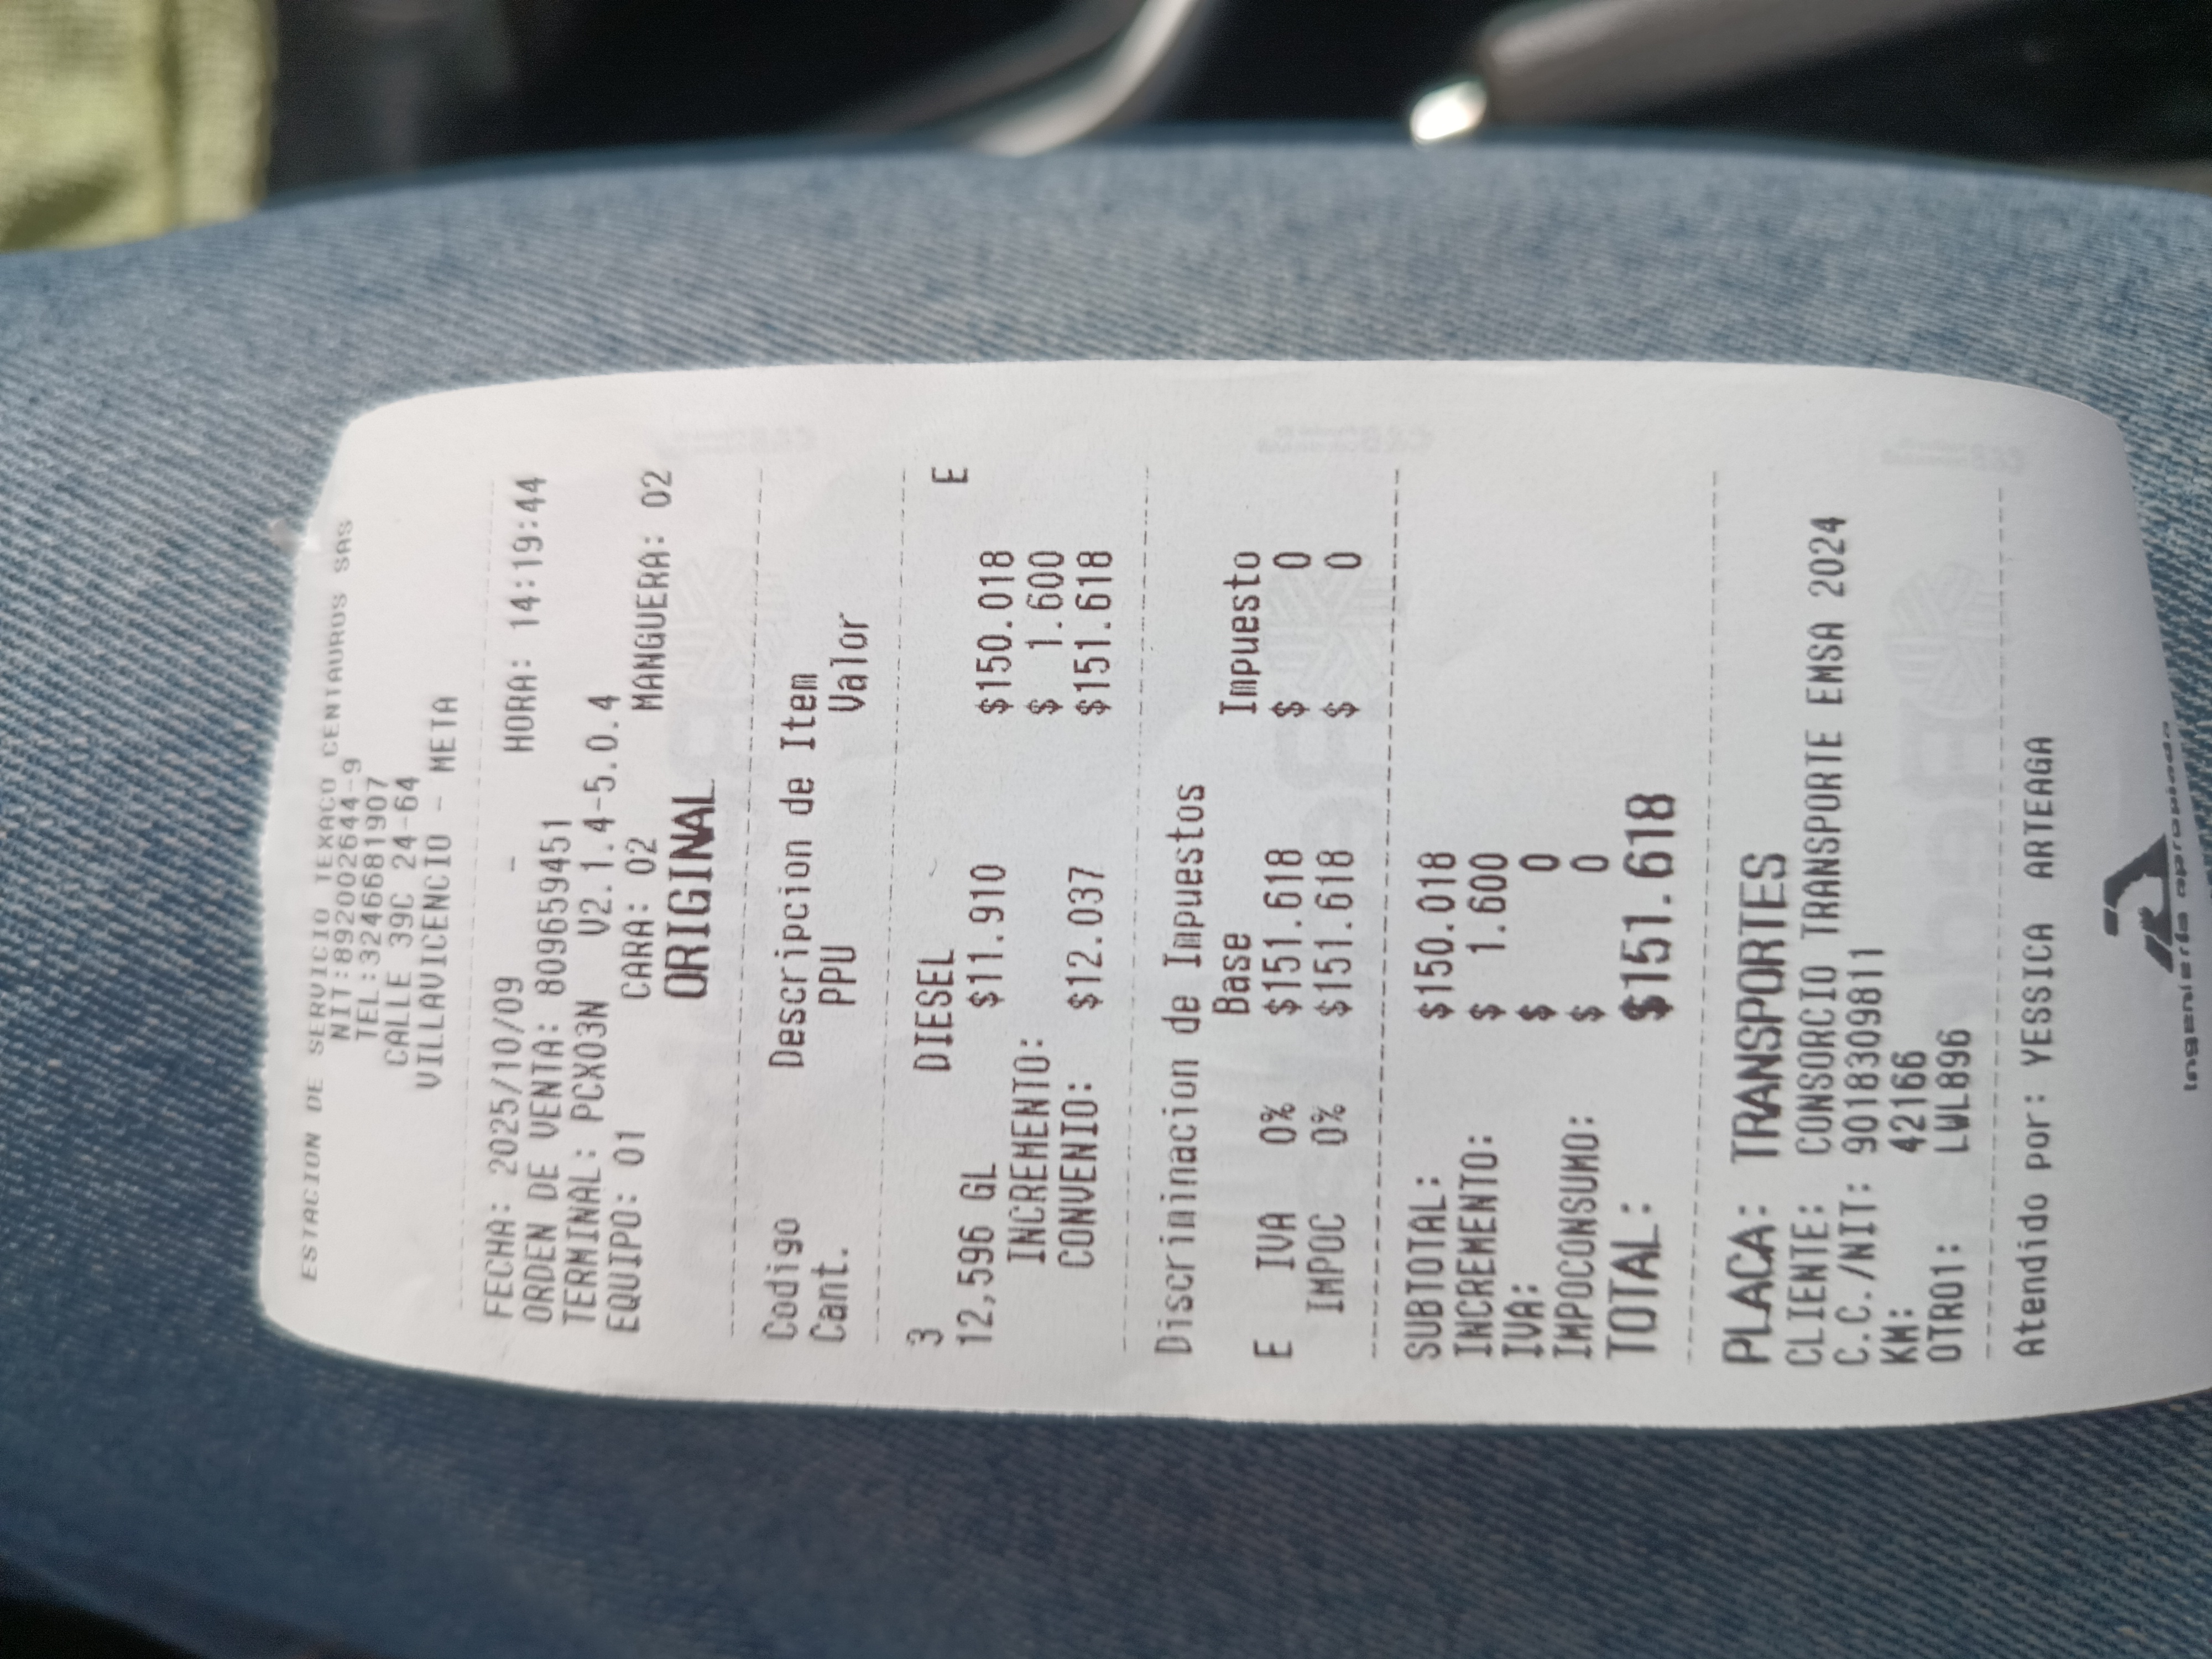 ESTACION DE SERVICIO TEXACO CENTAUROS SAS
NIT:892002644-9
TEL:3246681907
CALLE 39C 24-64
VILLAVICENCIO - META
FECHA: 2025/10/09 - HORA: 14:19:44
ORDEN DE VENTA: 809659451
TERMINAL: PCX03N V2.1.4-5.0.4
EQUIPO: 01 CARA: 02 MANGUERA: 02
ORIGINAL
Codigo Descripcion de Item
Cant. PPU Valor
3 DIESEL E
12,596 GL $11.910 $150.018
INCREMENTO: $ 1.600
CONVENIO: $12.037 $151.618
Discriminacion de Impuestos
Base Impuesto
E IVA 0% $151.618 $ 0
IMPOC 0% $151.618 $ 0
SUBTOTAL: $150.018
INCREMENTO: $ 1.600
IVA: $ 0
IMPOCONSUMO: $ 0
TOTAL: $151.618
PLACA: TRANSPORTES
CLIENTE: CONSORCIO TRANSPORTE EMSA 2024
C.C./NIT: 9018309811
KM: 42166
OTRO1: LWL896
Atendido por: YESSICA ARTEAGA
Ingeniería apropiada